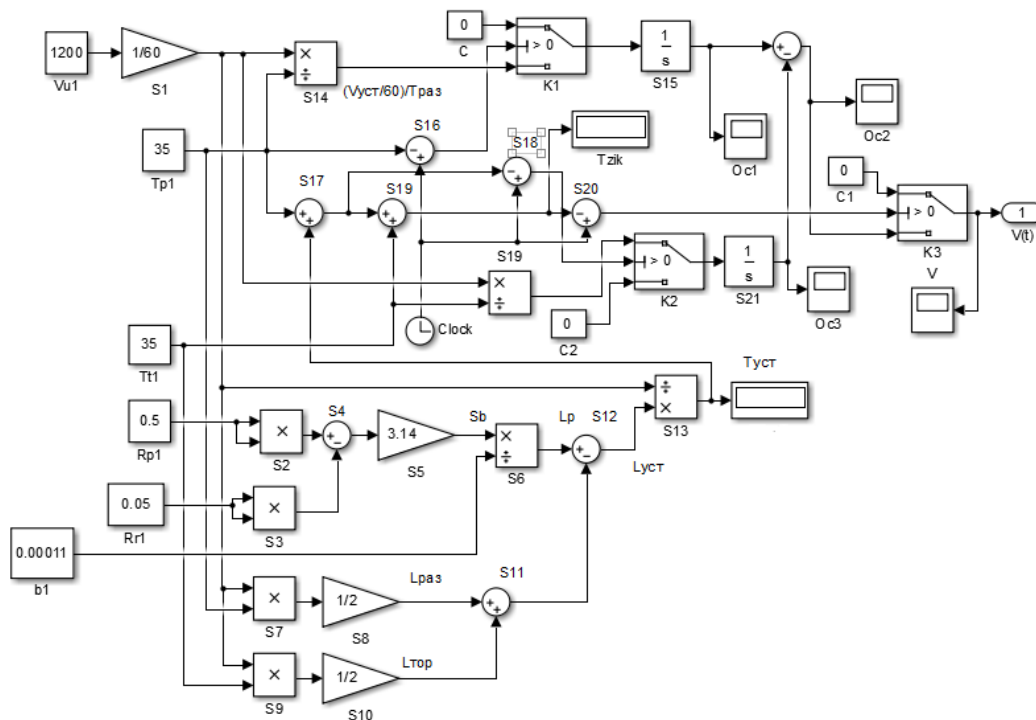 1200
Vu1
1/60
S1
×
÷
S14
(Vуст/60)/Tраз
0
C
> 0
K1
1
s
S15
+
-
Oc1
Oc2
35
Tp1
S16
-
+
S17
+
+
S19
+
+
S18
-
+
Tzik
S20
-
+
0
C1
> 0
K3
1
V(t)
V
S19
×
÷
> 0
K2
1
s
S21
Oc3
Clock
0
C2
35
Tt1
Tуст
÷
×
S13
0.5
Rp1
×
S2
S4
+
-
3.14
S5
Sb
×
÷
S6
Lp
S12
+
-
Lуст
0.05
Rr1
×
S3
0.00011
b1
×
S7
1/2
S8
Lраз
S11
+
+
×
S9
1/2
S10
Lтор